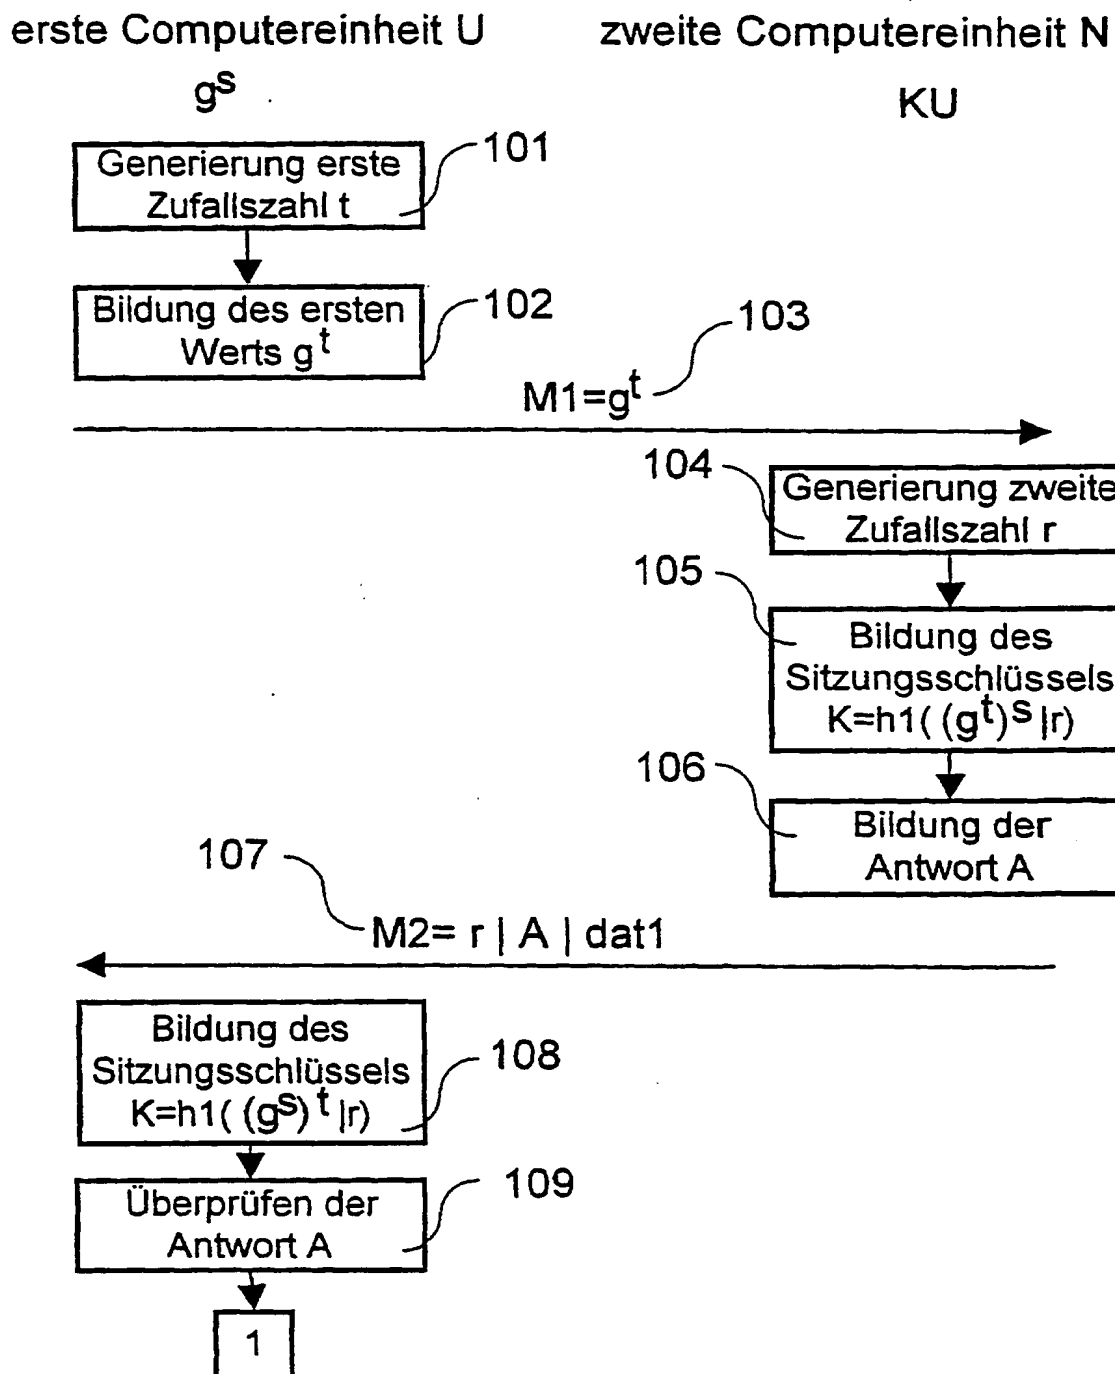 erste Computereinheit U
zweite Computereinheit N
g^s
KU
101
Generierung erste
Zufallszahl t
102
Bildung des ersten
Werts g^t
103
M1=g^t
104
Generierung zweite
Zufallszahl r
105
Bildung des
Sitzungsschlüssels
K=h1( (g^t)^s |r)
106
Bildung der
Antwort A
107
M2= r | A | dat1
Bildung des
Sitzungsschlüssels
K=h1( (g^s)^t |r)
108
Überprüfen der
Antwort A
109
1